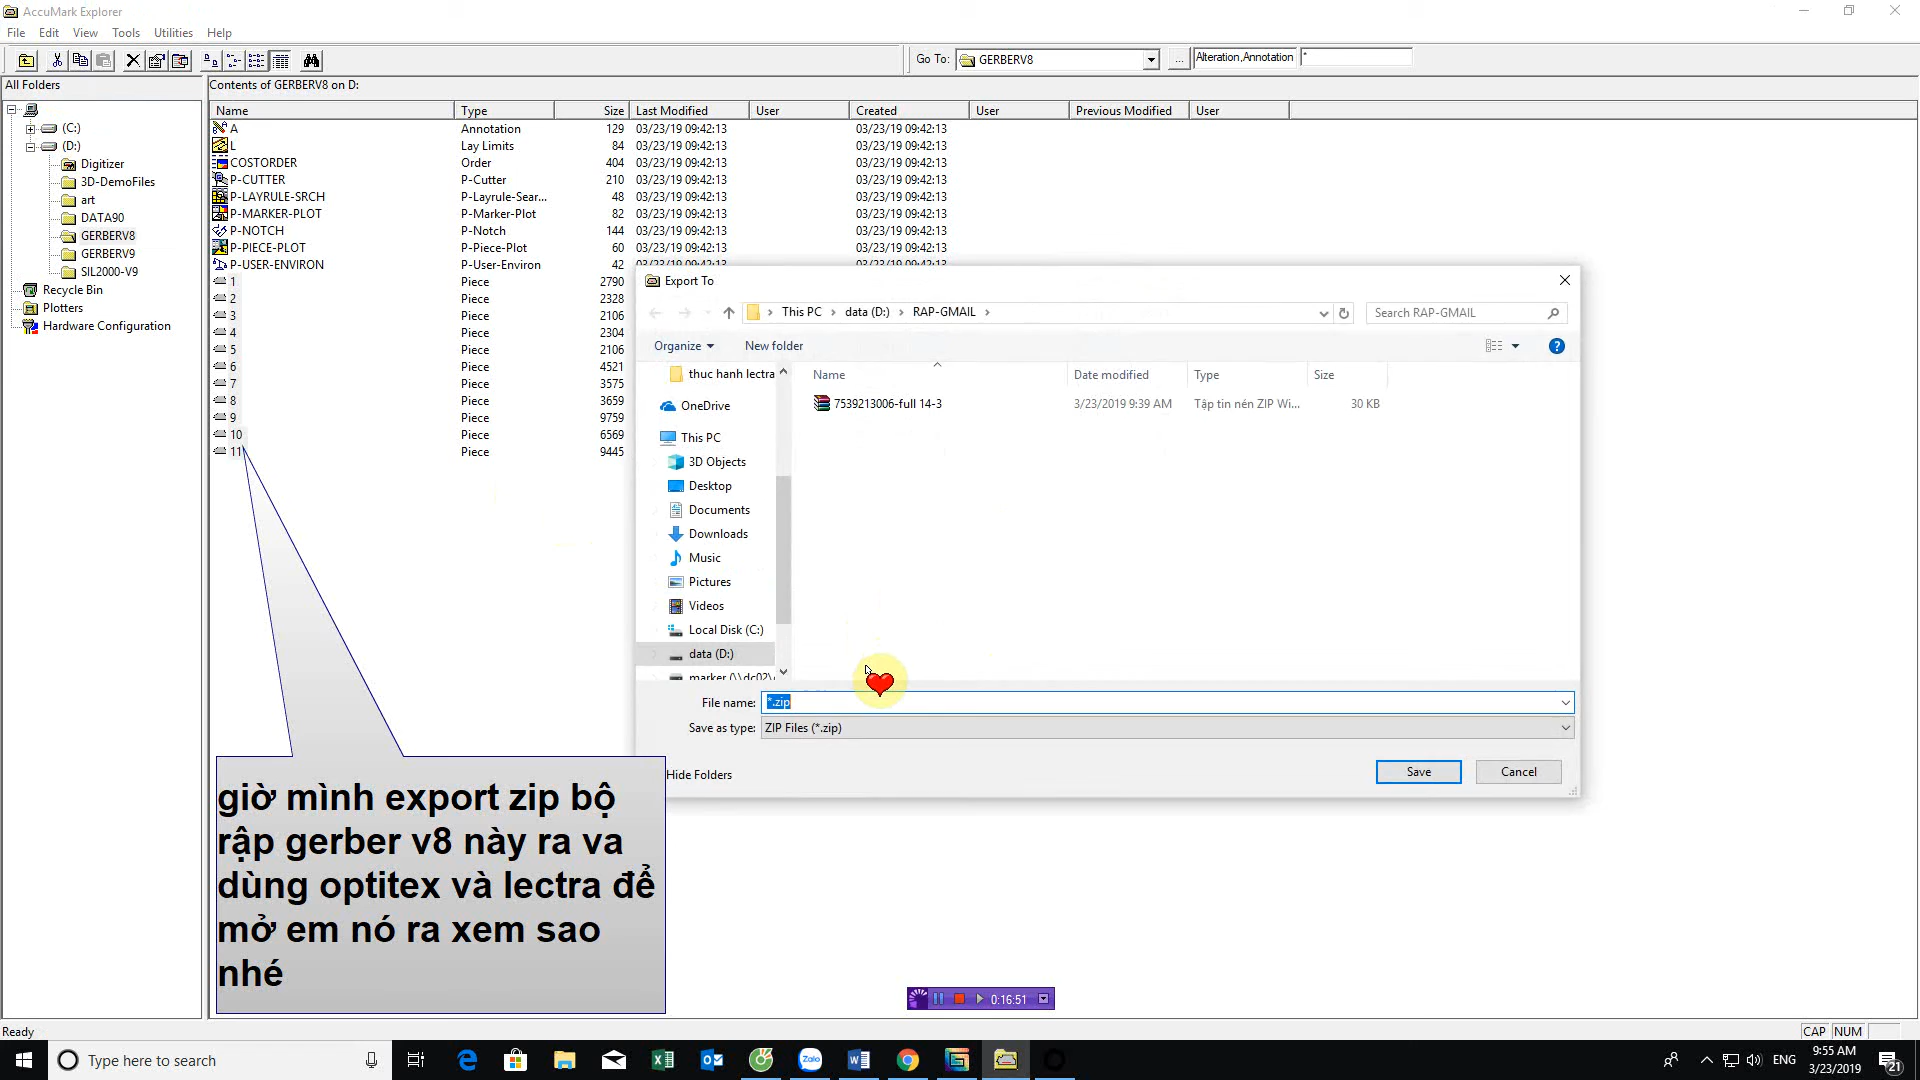 AccuMark Explorer
File Edit View Tools Utilities Help
Go To: GERBERV8 ... Alteration,Annotation *
All Folders
Contents of GERBERV8 on D:
(C:)
(D:)
Digitizer
3D-DemoFiles
art
DATA90
GERBERV8
GERBERV9
SIL2000-V9
Recycle Bin
Plotters
Hardware Configuration
Name Type Size Last Modified User Created User Previous Modified User
A Annotation 129 03/23/19 09:42:13 03/23/19 09:42:13
L Lay Limits 84 03/23/19 09:42:13 03/23/19 09:42:13
COSTORDER Order 404 03/23/19 09:42:13 03/23/19 09:42:13
P-CUTTER P-Cutter 210 03/23/19 09:42:13 03/23/19 09:42:13
P-LAYRULE-SRCH P-Layrule-Sear... 48 03/23/19 09:42:13 03/23/19 09:42:13
P-MARKER-PLOT P-Marker-Plot 82 03/23/19 09:42:13 03/23/19 09:42:13
P-NOTCH P-Notch 144 03/23/19 09:42:13 03/23/19 09:42:13
P-PIECE-PLOT P-Piece-Plot 60 03/23/19 09:42:13 03/23/19 09:42:13
P-USER-ENVIRON P-User-Environ 42 03/23/19 09:42:13 03/23/19 09:42:13
1 Piece 2790
2 Piece 2328
3 Piece 2106
4 Piece 2304
5 Piece 2106
6 Piece 4521
7 Piece 3575
8 Piece 3659
9 Piece 9759
10 Piece 6569
11 Piece 9445
Export To
This PC data (D:) RAP-GMAIL
Search RAP-GMAIL
Organize New folder
thuc hanh lectra
OneDrive
This PC
3D Objects
Desktop
Documents
Downloads
Music
Pictures
Videos
Local Disk (C:)
data (D:)
marker (\\dc02\
Name Date modified Type Size
7539213006-full 14-3 3/23/2019 9:39 AM Tập tin nén ZIP Wi... 30 KB
File name: *.zip
Save as type: ZIP Files (*.zip)
Hide Folders
Save Cancel
giờ mình export zip bộ
rập gerber v8 này ra va
dùng optitex và lectra để
mở em nó ra xem sao
nhé
0:16:51
Ready
CAP NUM
Type here to search
Zalo
ENG
9:55 AM
3/23/2019
21